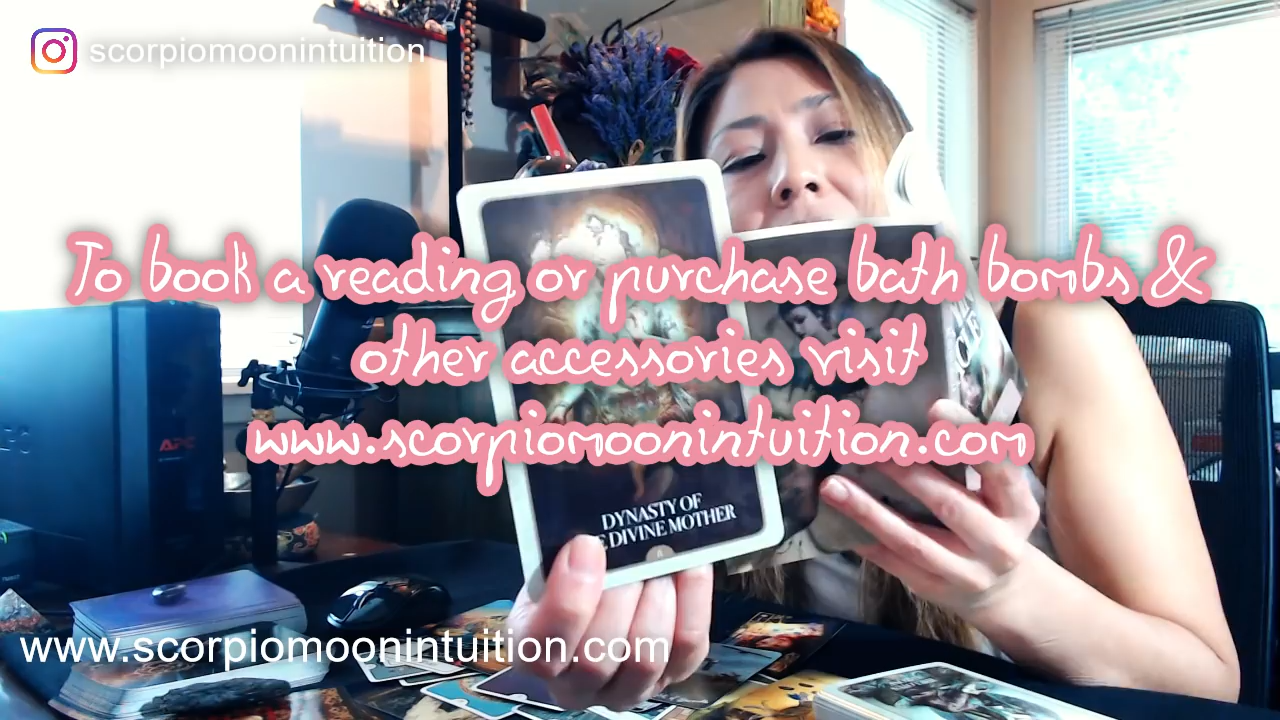 scorpiomoonintuition
To book a reading or purchase bath bombs &
other accessories visit
www.scorpiomoonintuition.com
APC
DYNASTY OF
DIVINE MOTHER
www.scorpiomoonintuition.com